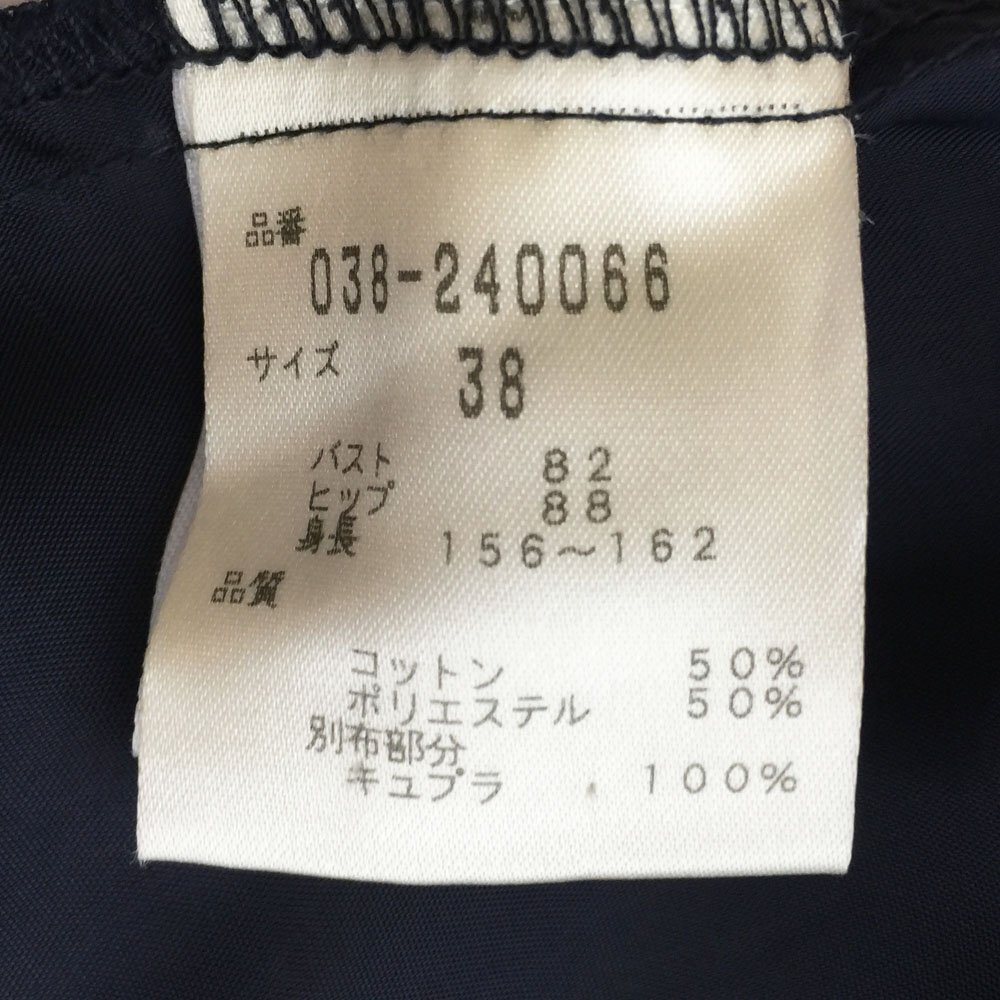 品番
038-240066
サイズ 38
バスト 82
ヒップ 88
身長 156～162
品質
コットン 50%
ポリエステル 50%
別布部分
キュプラ 100%